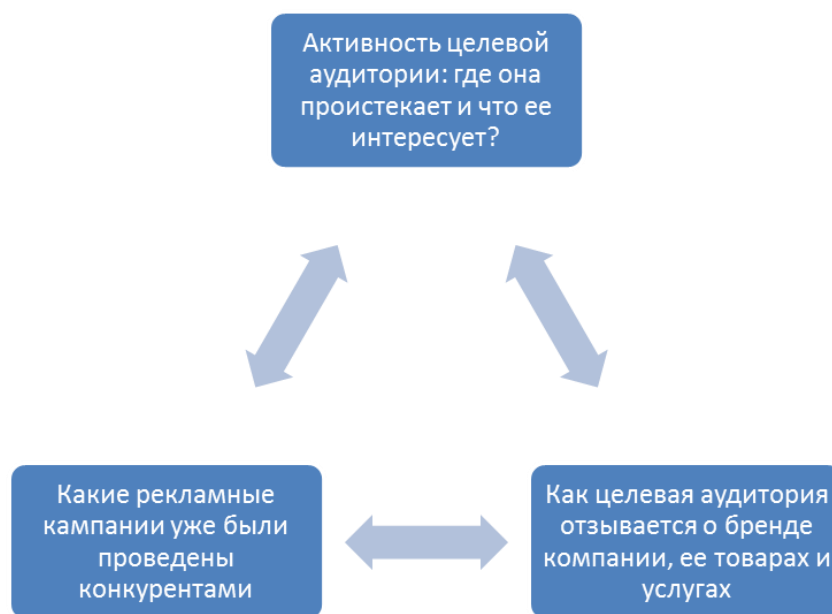 Активность целевой
аудитории: где она
проистекает и что ее
интересует?
Какие рекламные
кампании уже были
проведены
конкурентами
Как целевая аудитория
отзывается о бренде
компании, ее товарах и
услугах